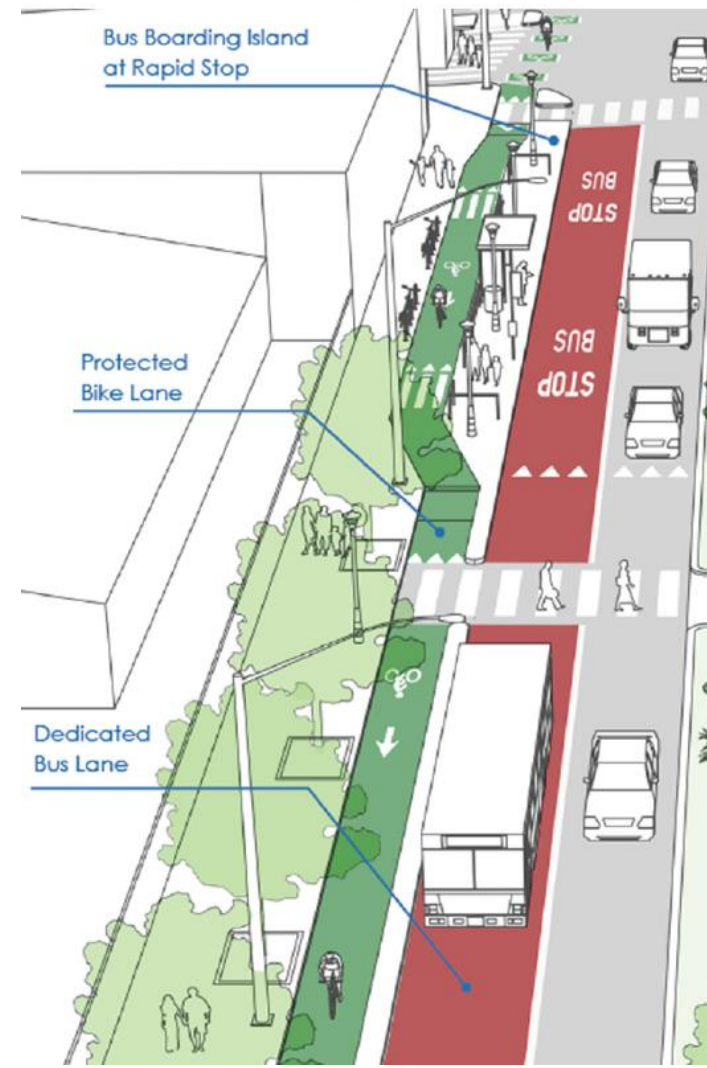 Bus Boarding Island
at Rapid Stop
BUS
STOP
BUS
STOP
Protected
Bike Lane
Dedicated
Bus Lane